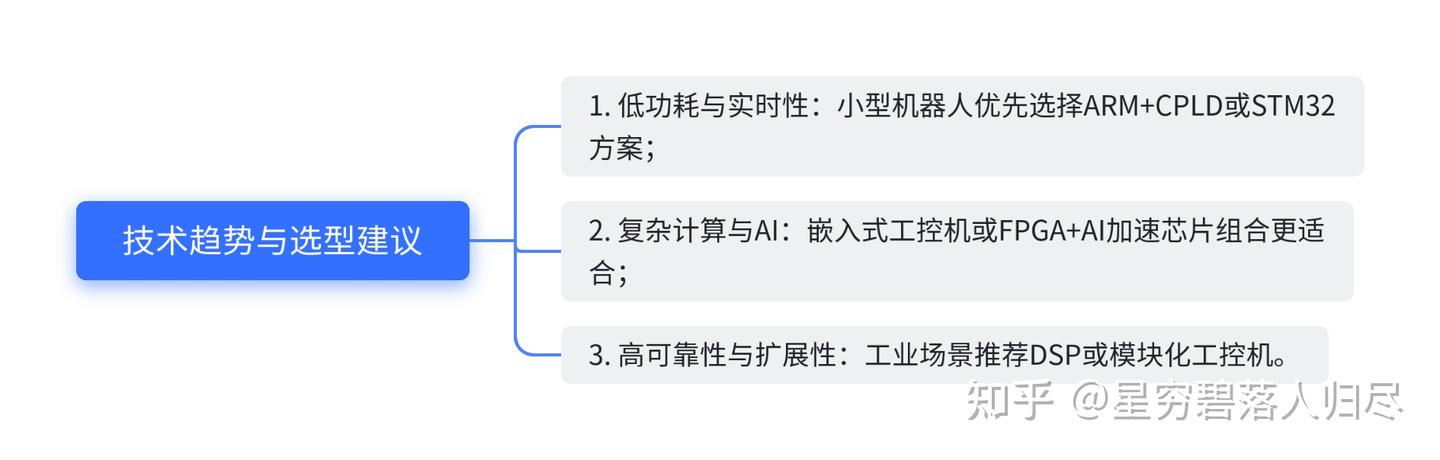 技术趋势与选型建议
1. 低功耗与实时性：小型机器人优先选择ARM+CPLD或STM32
方案；
2. 复杂计算与AI：嵌入式工控机或FPGA+AI加速芯片组合更适
合；
3. 高可靠性与扩展性：工业场景推荐DSP或模块化工控机。
知乎 @星穷碧落人归尽